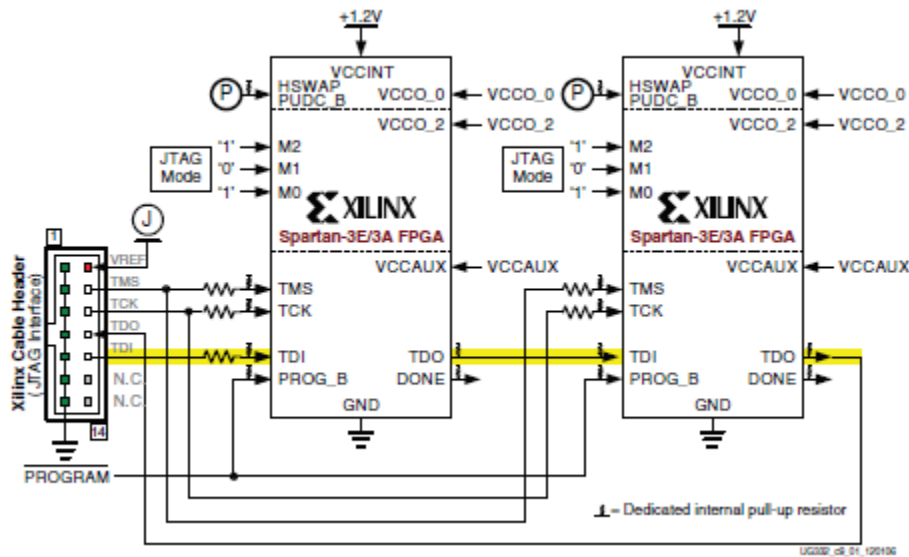 +1.2V
+1.2V
VCCINT
VCCINT
P
HSWAP
PUDC_B
VCCO_0
VCCO_0
P
HSWAP
PUDC_B
VCCO_0
VCCO_0
VCCO_2
VCCO_2
VCCO_2
VCCO_2
JTAG
Mode
"1"
"0"
"1"
M2
M1
M0
JTAG
Mode
"1"
"0"
"1"
M2
M1
M0
XILINX
Spartan-3E/3A FPGA
XILINX
Spartan-3E/3A FPGA
J
Xilinx Cable Header
(JTAG Interface)
1
14
VREF
TMS
TCK
TDO
TDI
N.C.
N.C.
VCCAUX
VCCAUX
VCCAUX
VCCAUX
TMS
TCK
TMS
TCK
TDI
TDO
TDI
TDO
PROG_B
DONE
PROG_B
DONE
GND
GND
PROGRAM
= Dedicated internal pull-up resistor
UG332_c9_01_120106